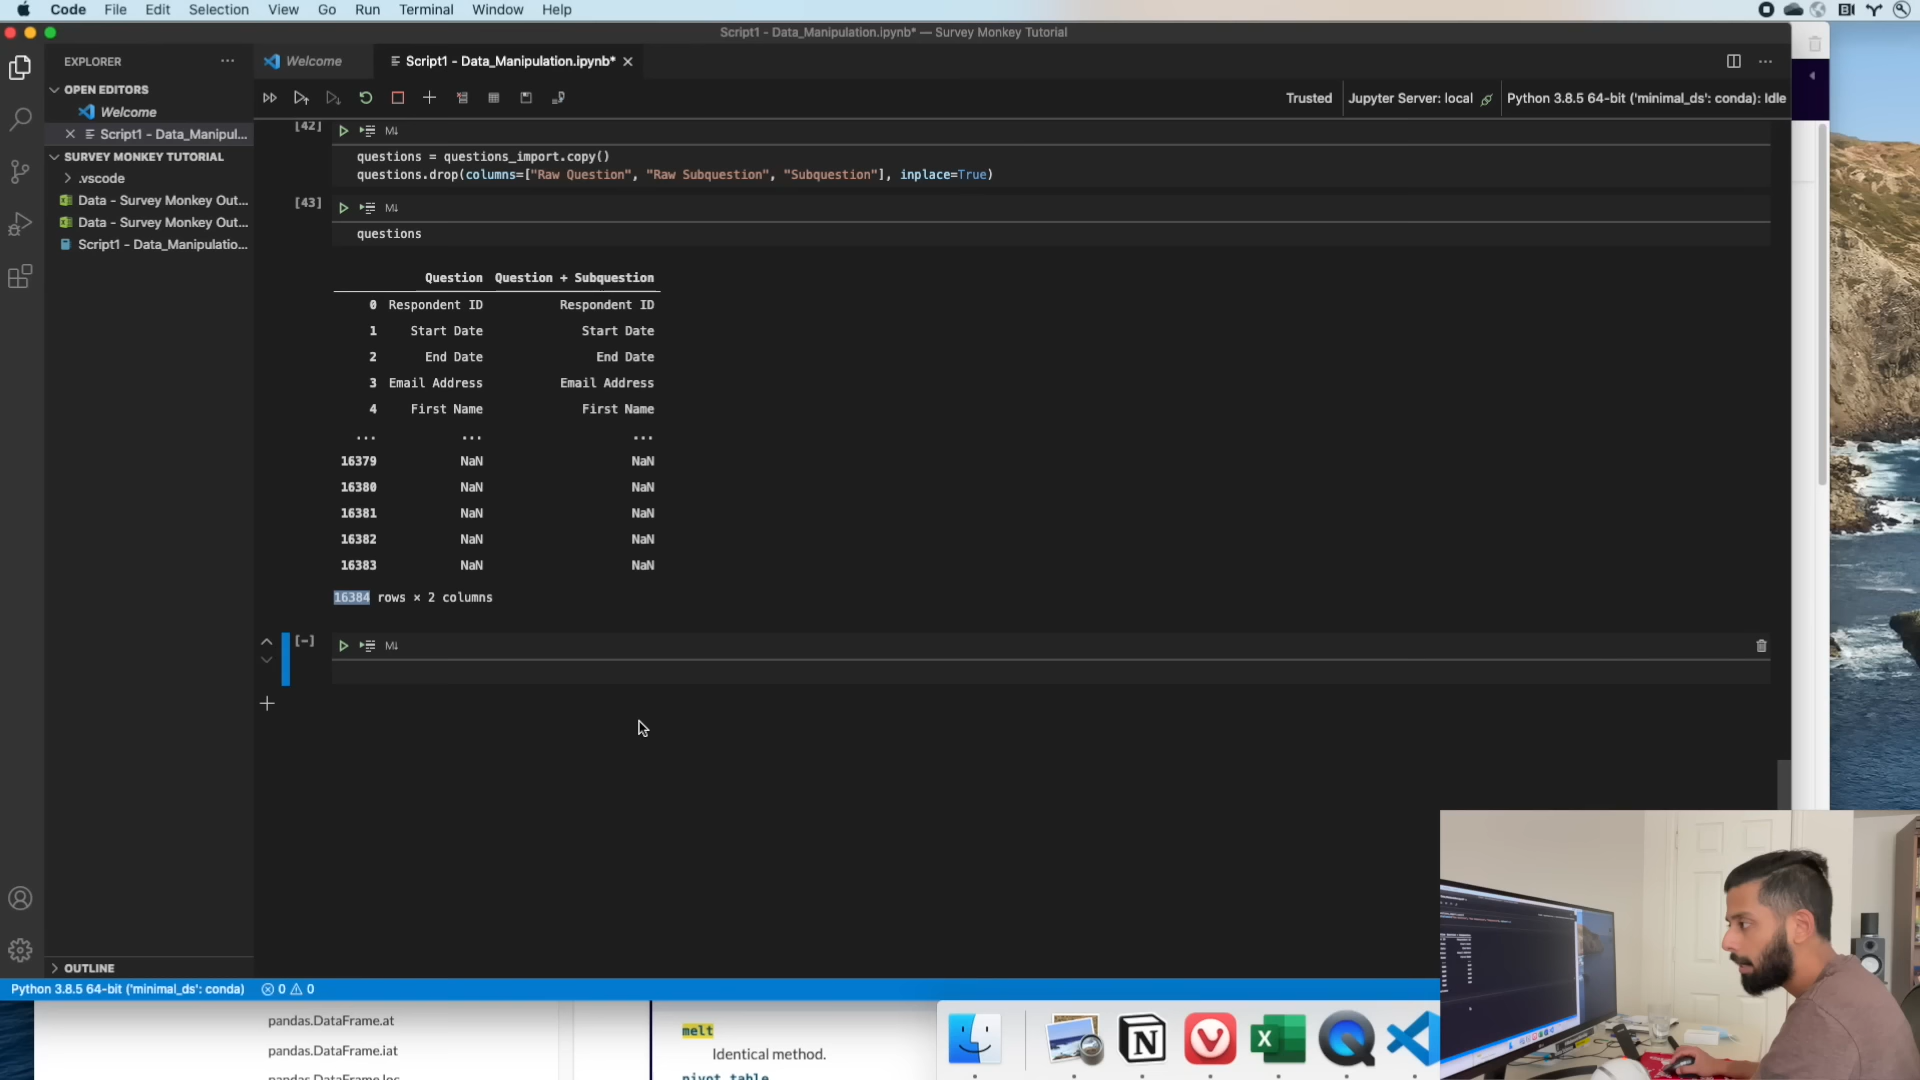 Code File Edit Selection View Go Run Terminal Window Help
Script1 - Data_Manipulation.ipynb* — Survey Monkey Tutorial
EXPLORER
Welcome
Script1 - Data_Manipulation.ipynb*
OPEN EDITORS
Welcome
Script1 - Data_Manipul...
SURVEY MONKEY TUTORIAL
.vscode
Data - Survey Monkey Out...
Data - Survey Monkey Out...
Script1 - Data_Manipulatio...
OUTLINE
Trusted
Jupyter Server: local
Python 3.8.5 64-bit ('minimal_ds': conda): Idle
[42]
M↓
questions = questions_import.copy()
questions.drop(columns=["Raw Question", "Raw Subquestion", "Subquestion"], inplace=True)
[43]
M↓
questions
Question Question + Subquestion
0 Respondent ID Respondent ID
1 Start Date Start Date
2 End Date End Date
3 Email Address Email Address
4 First Name First Name
... ... ...
16379 NaN NaN
16380 NaN NaN
16381 NaN NaN
16382 NaN NaN
16383 NaN NaN
16384 rows × 2 columns
[-]
M↓
Python 3.8.5 64-bit ('minimal_ds': conda)
0 0
pandas.DataFrame.at
pandas.DataFrame.iat
pandas.DataFrame.loc
melt
Identical method.
pivot_table